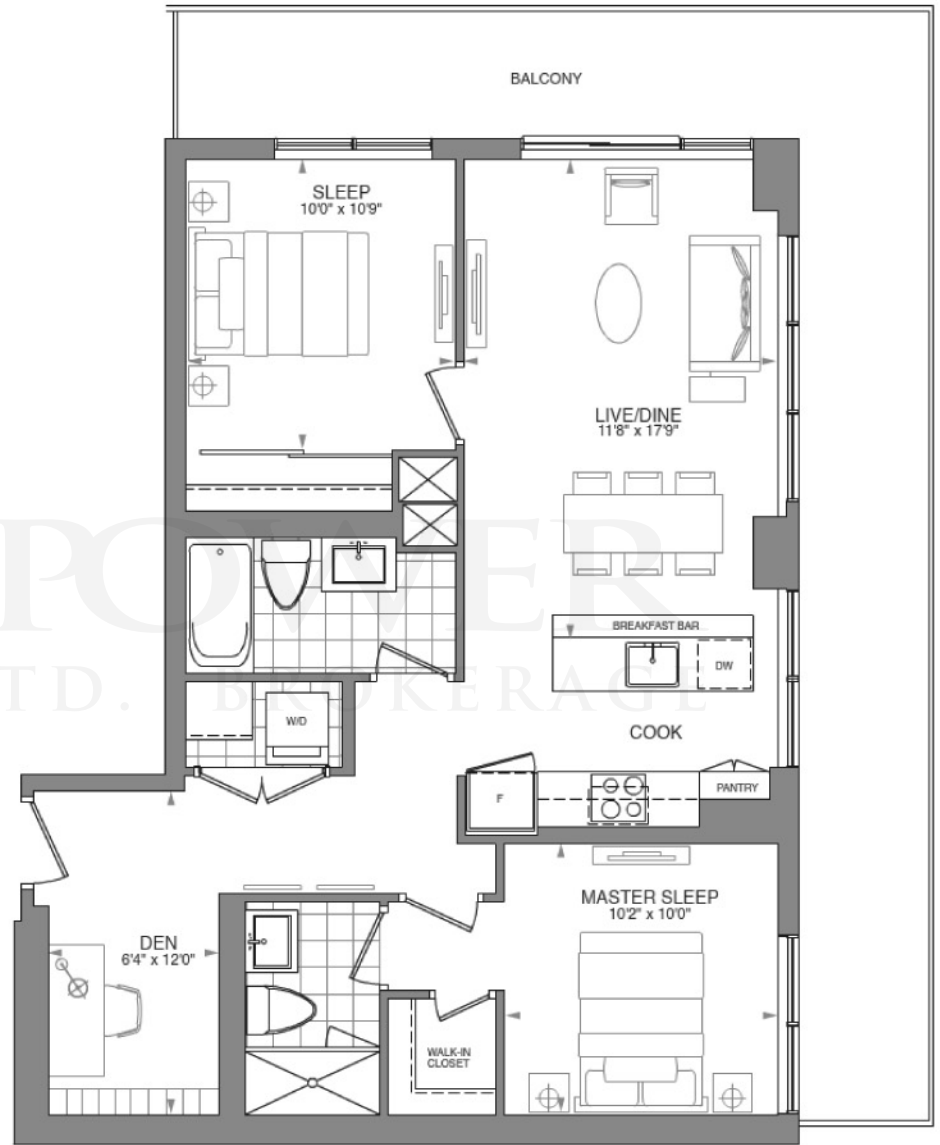 BALCONY
SLEEP
10'0" x 10'9"
LIVE/DINE
11'8" x 17'9"
POWER
TD. BROKERAGE
BREAKFAST BAR
DW
W/D
COOK
F
PANTRY
MASTER SLEEP
10'2" x 10'0"
DEN
6'4" x 12'0"
WALK-IN
CLOSET